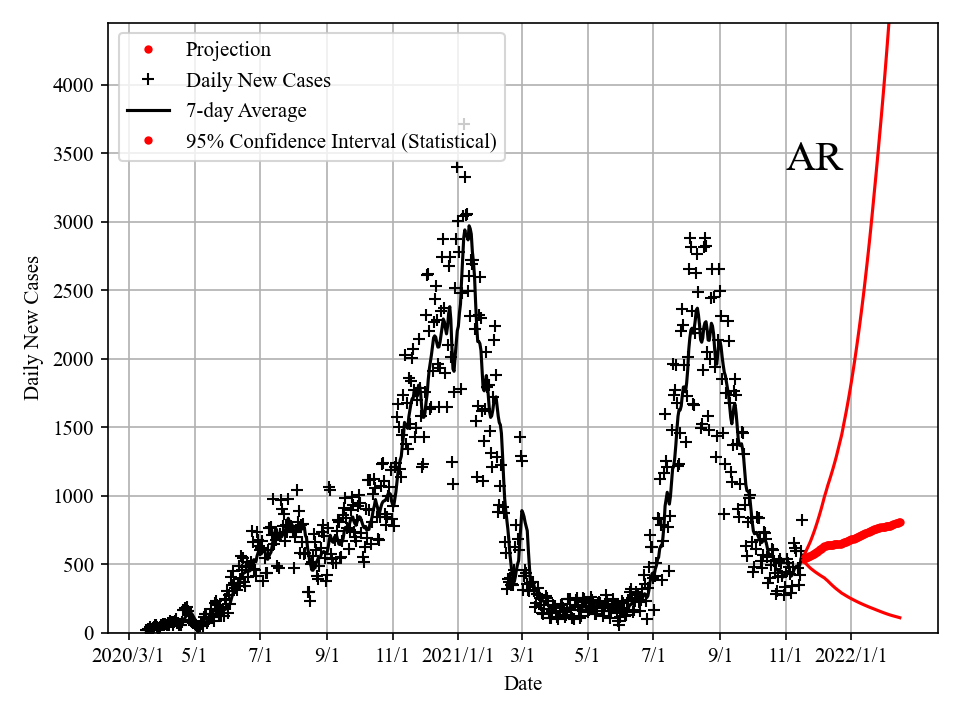 Projection
Daily New Cases
7-day Average
95% Confidence Interval (Statistical)
AR
Daily New Cases
4000
3500
3000
2500
2000
1500
1000
500
0
2020/3/1 5/1 7/1 9/1 11/1 2021/1/1 3/1 5/1 7/1 9/1 11/1 2022/1/1
Date